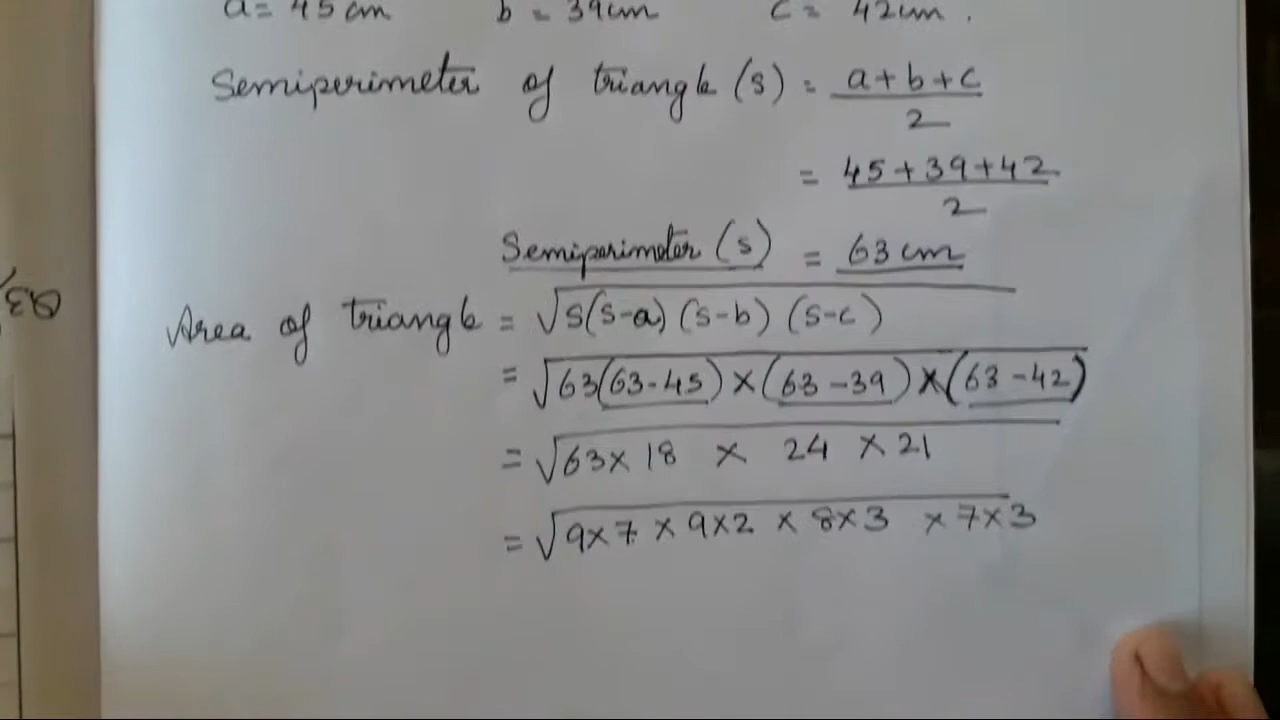 a = 45 cm b = 39 cm c = 42 cm .
Semiperimeter of triangle (s) = a+b+c
2
= 45+39+42
2
Semiperimeter (s) = 63 cm
Area of triangle = √s(s-a) (s-b) (s-c)
= √63(63-45) × (63-39) × (63-42)
= √63 × 18 × 24 × 21
= √9×7 × 9×2 × 8×3 × 7×3
Q3